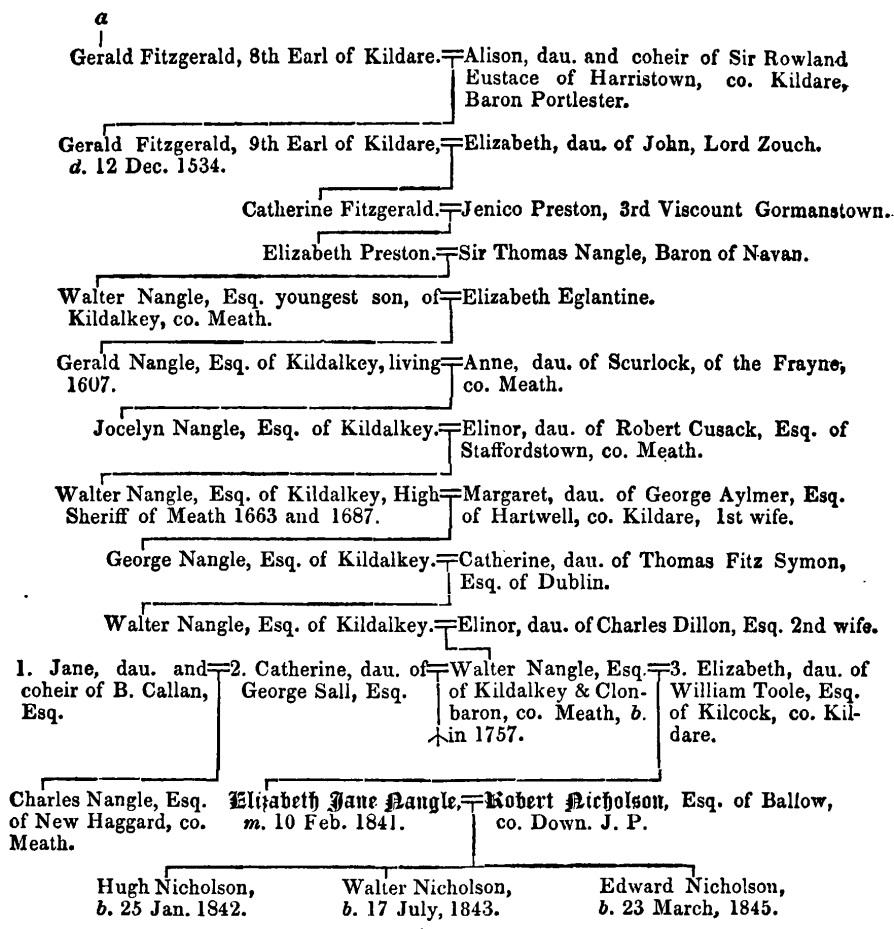 a
Gerald Fitzgerald, 8th Earl of Kildare.
Alison, dau. and coheir of Sir Rowland
Eustace of Harristown, co. Kildare,
Baron Portlester.
Gerald Fitzgerald, 9th Earl of Kildare,
d. 12 Dec. 1534.
Elizabeth, dau. of John, Lord Zouch.
Catherine Fitzgerald.
Jenico Preston, 3rd Viscount Gormanstown.
Elizabeth Preston.
Sir Thomas Nangle, Baron of Navan.
Walter Nangle, Esq. youngest son, of
Kildalkey, co. Meath.
Elizabeth Eglantine.
Gerald Nangle, Esq. of Kildalkey, living
1607.
Anne, dau. of Scurlock, of the Frayne,
co. Meath.
Jocelyn Nangle, Esq. of Kildalkey.
Elinor, dau. of Robert Cusack, Esq. of
Staffordstown, co. Meath.
Walter Nangle, Esq. of Kildalkey, High
Sheriff of Meath 1663 and 1687.
Margaret, dau. of George Aylmer, Esq.
of Hartwell, co. Kildare, 1st wife.
George Nangle, Esq. of Kildalkey.
Catherine, dau. of Thomas Fitz Symon,
Esq. of Dublin.
Walter Nangle, Esq. of Kildalkey.
Elinor, dau. of Charles Dillon, Esq. 2nd wife.
1. Jane, dau. and
coheir of B. Callan,
Esq.
2. Catherine, dau. of
George Sall, Esq.
Walter Nangle, Esq.
of Kildalkey & Clon-
baron, co. Meath, b.
in 1757.
3. Elizabeth, dau. of
William Toole, Esq.
of Kilcock, co. Kil-
dare.
Charles Nangle, Esq.
of New Haggard, co.
Meath.
Elizabeth Jane Nangle,
m. 10 Feb. 1841.
Robert Nicholson, Esq. of Ballow,
co. Down. J. P.
Hugh Nicholson,
b. 25 Jan. 1842.
Walter Nicholson,
b. 17 July, 1843.
Edward Nicholson,
b. 23 March, 1845.